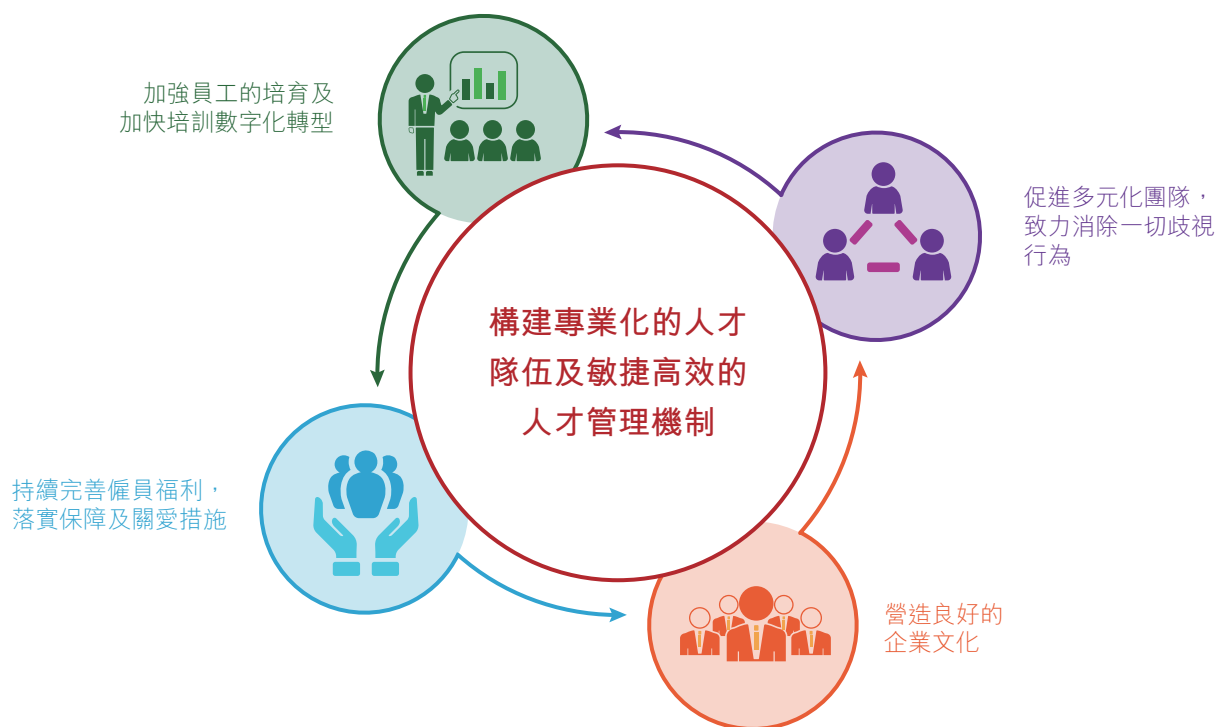 加強員工的培育及
加快培訓數字化轉型
促進多元化團隊，
致力消除一切歧視
行為
構建專業化的人才
隊伍及敏捷高效的
人才管理機制
持續完善僱員福利，
落實保障及關愛措施
營造良好的
企業文化